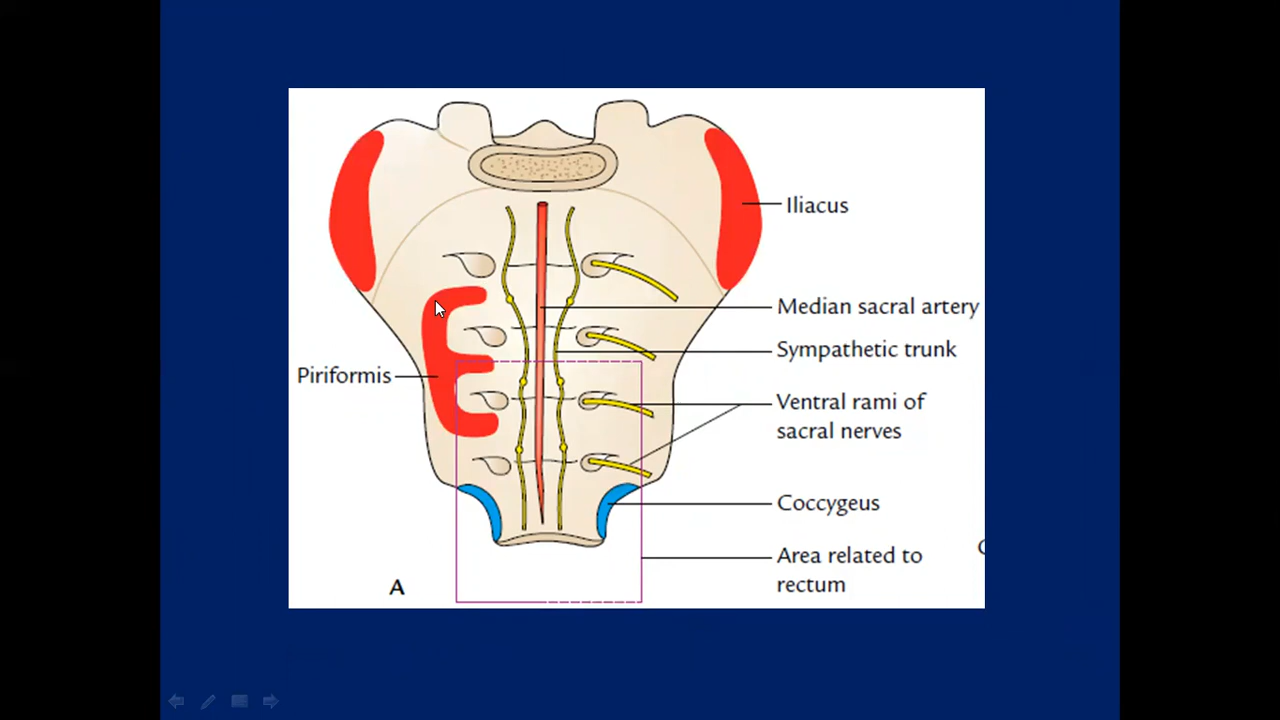 Iliacus
Median sacral artery
Sympathetic trunk
Piriformis
Ventral rami of
sacral nerves
Coccygeus
Area related to
rectum
A